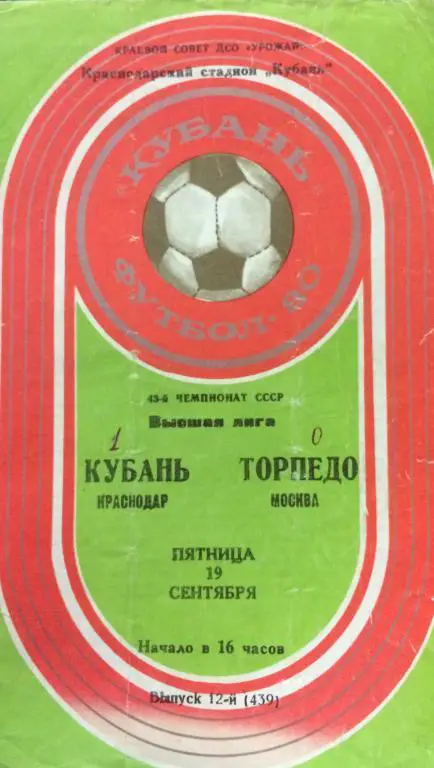 КРАЕВОЙ СОВЕТ ДСО «УРОЖАЙ»
Краснодарский стадион „Кубань"
КУБАНЬ
ФУТБОЛ·80
43-й ЧЕМПИОНАТ СССР
Высшая лига
1 0
КУБАНЬ ТОРПЕДО
КРАСНОДАР МОСКВА
ПЯТНИЦА
19
СЕНТЯБРЯ
Начало в 16 часов
Выпуск 12-й (439)